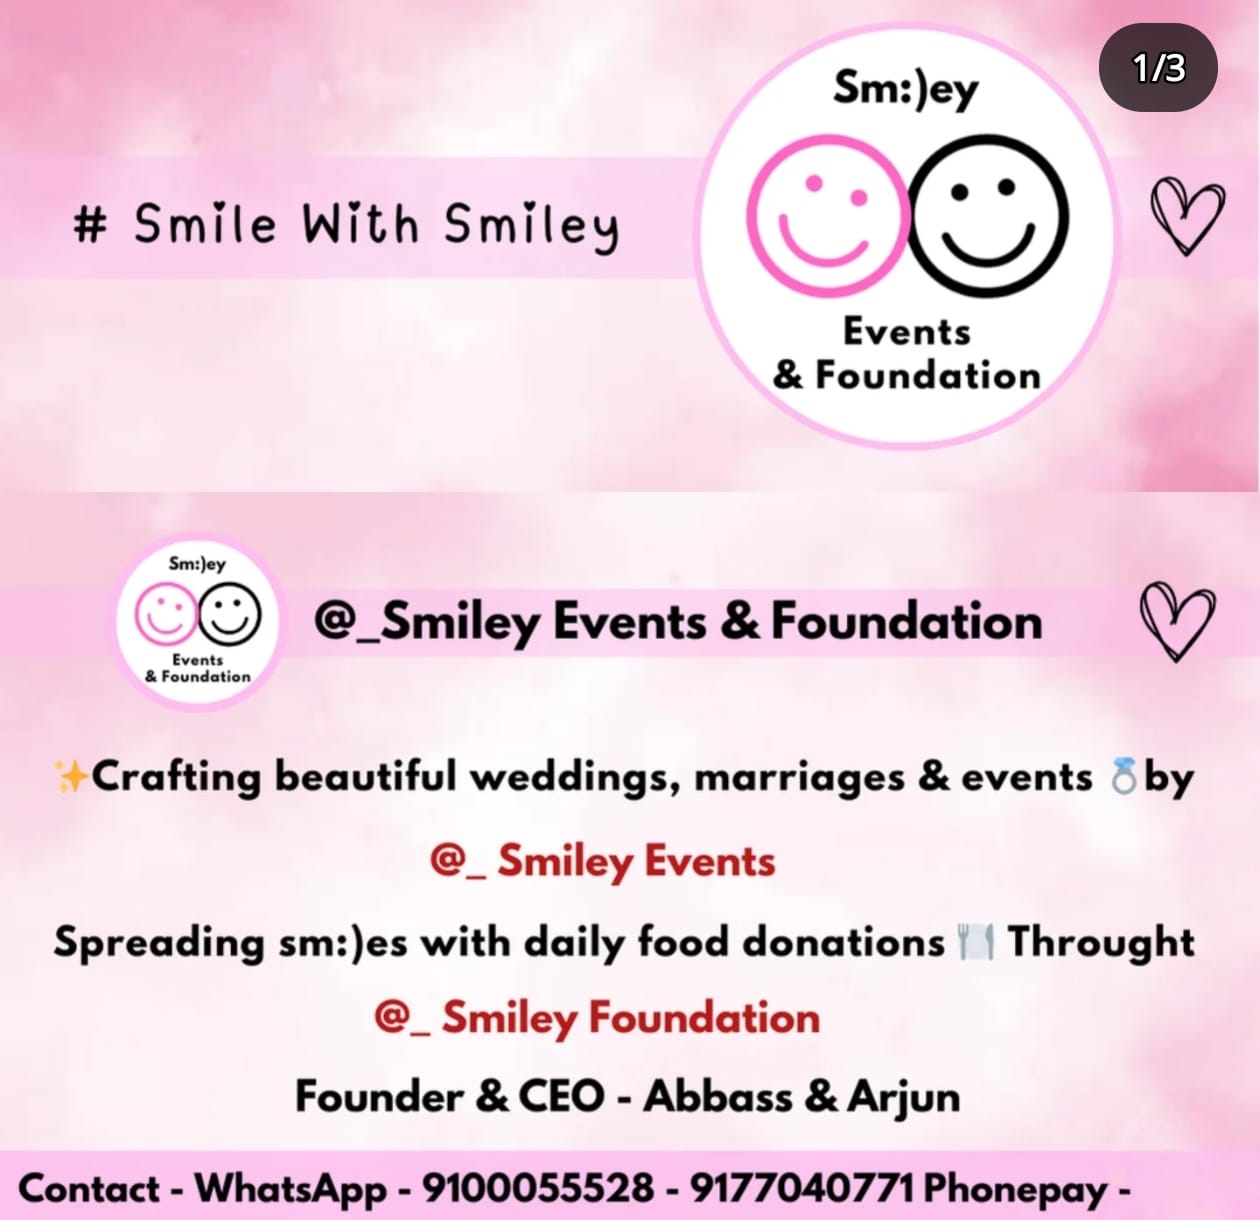 1/3
Sm:)ey
# Smile With Smiley
Events
& Foundation
Sm:)ey
Events
& Foundation
@_Smiley Events & Foundation
✨Crafting beautiful weddings, marriages & events 💍by
@_ Smiley Events
Spreading sm:)es with daily food donations 🍽️ Throught
@_ Smiley Foundation
Founder & CEO - Abbass & Arjun
Contact - WhatsApp - 9100055528 - 9177040771 Phonepay -